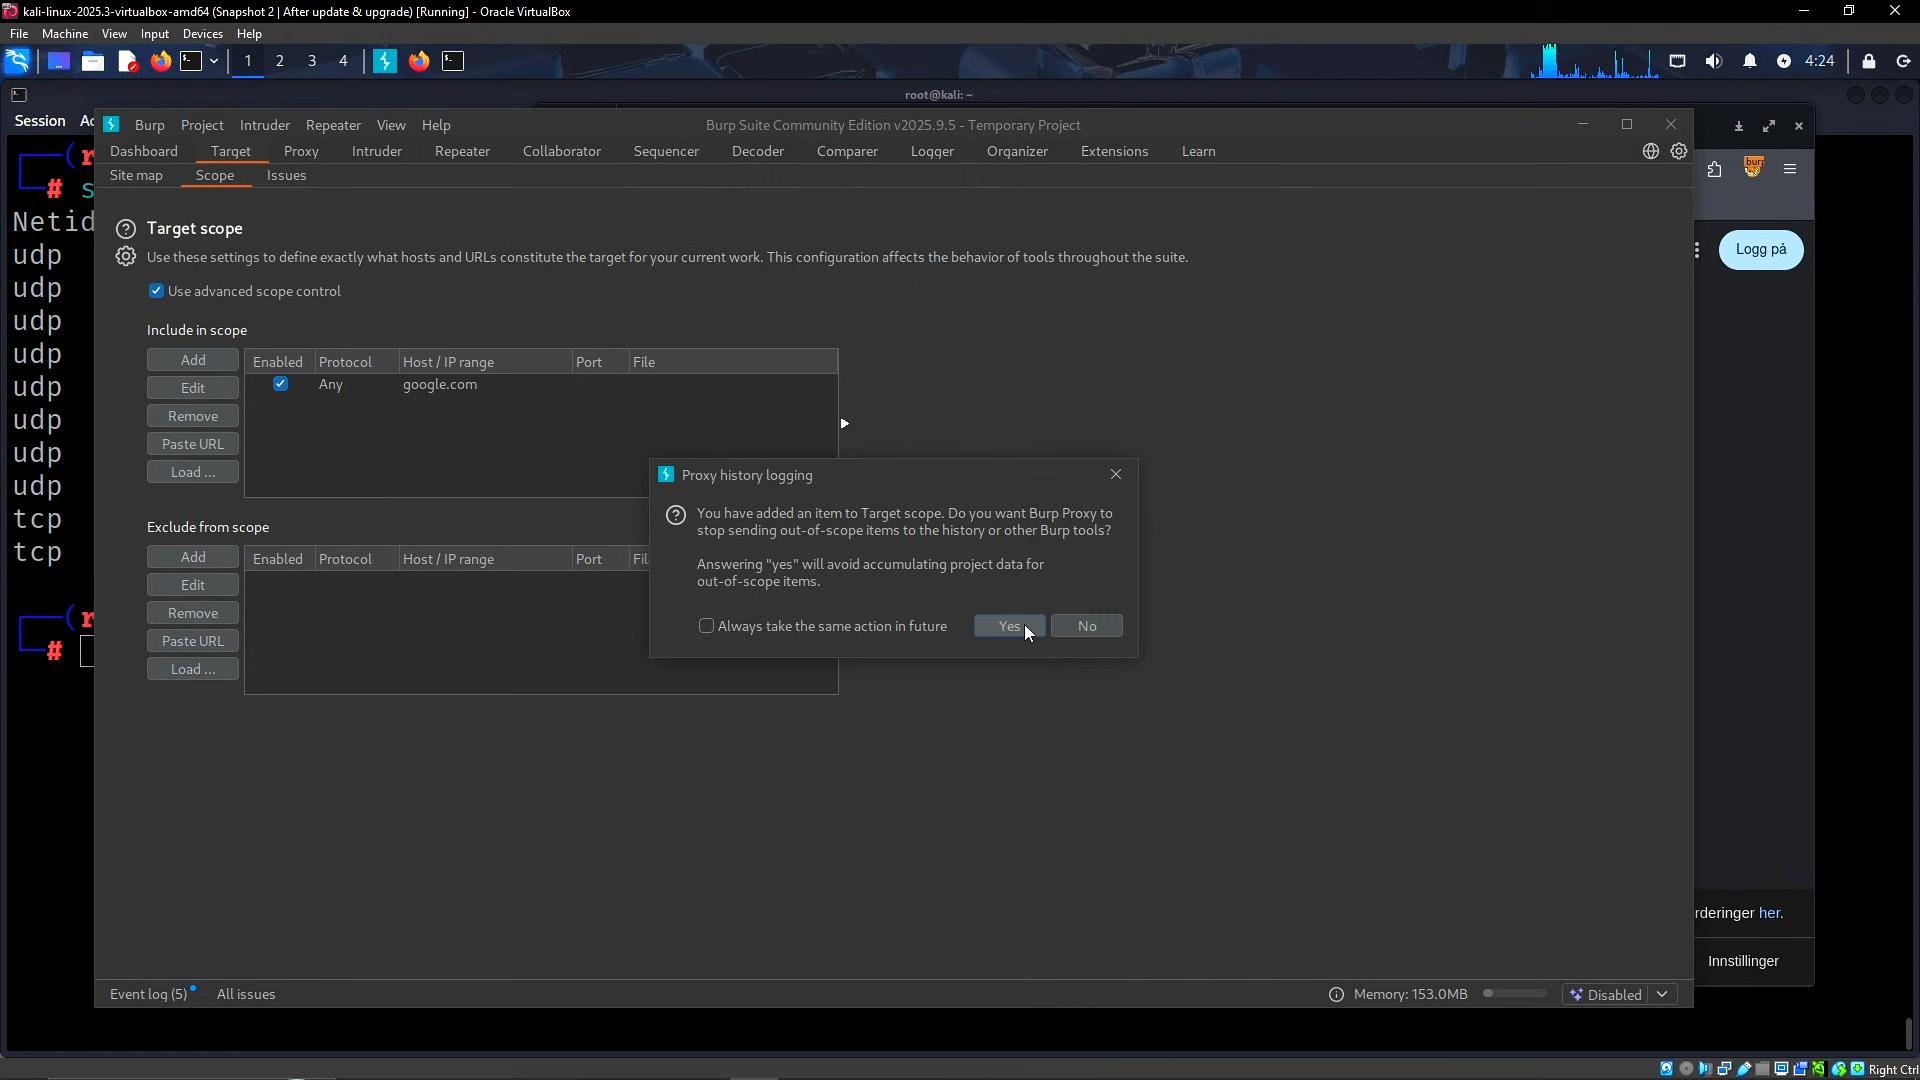 kali-linux-2025.3-virtualbox-amd64 (Snapshot 2 | After update & upgrade) [Running] - Oracle VirtualBox
File Machine View Input Devices Help
1 2 3 4 4:24
root@kali: ~
Session
Burp Project Intruder Repeater View Help
Burp Suite Community Edition v2025.9.5 - Temporary Project
Dashboard Target Proxy Intruder Repeater Collaborator Sequencer Decoder Comparer Logger Organizer Extensions Learn
Site map Scope Issues
burp
Target scope
Logg på
Use these settings to define exactly what hosts and URLs constitute the target for your current work. This configuration affects the behavior of tools throughout the suite.
Use advanced scope control
Include in scope
Add
Edit
Remove
Paste URL
Load ...
Enabled Protocol Host / IP range Port File
Any google.com
Exclude from scope
Add
Edit
Remove
Paste URL
Load ...
Enabled Protocol Host / IP range Port
Proxy history logging
You have added an item to Target scope. Do you want Burp Proxy to
stop sending out-of-scope items to the history or other Burp tools?
Answering "yes" will avoid accumulating project data for
out-of-scope items.
Always take the same action in future
Yes
No
#
Netid
udp
udp
udp
udp
udp
udp
udp
udp
tcp
tcp
#
her.
Innstillinger
Event log (5) All issues
Memory: 153.0MB
Disabled
Right Ctrl